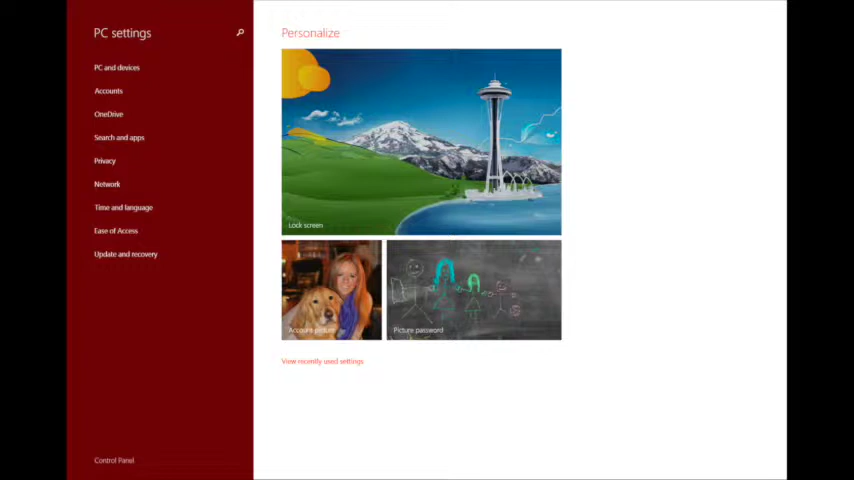 PC settings
PC and devices
Accounts
OneDrive
Search and apps
Privacy
Network
Time and language
Ease of Access
Update and recovery
Control Panel
Personalize
Lock screen
Account picture
Picture password
View recently used settings